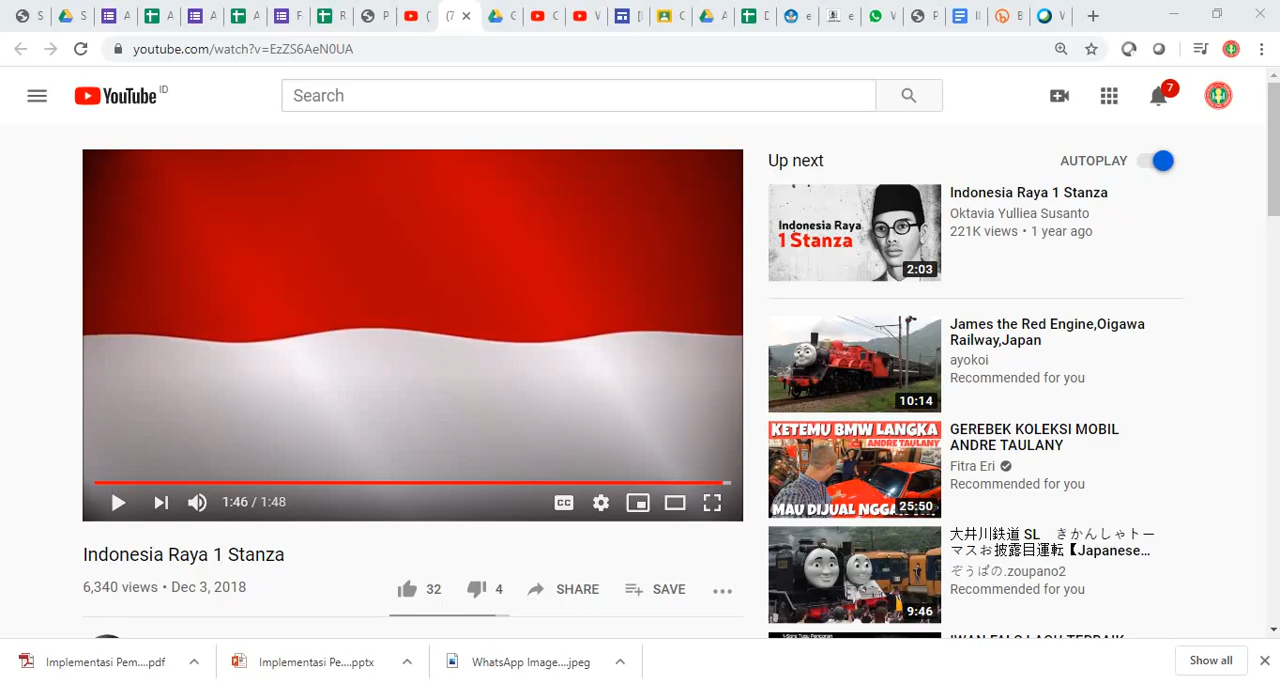 S S A A A A F R P ( (7 C C V [ C A D e e V P II B V
youtube.com/watch?v=EzZS6AeN0UA
YouTube ID
Search
7
Indonesia Raya 1 Stanza
6,340 views • Dec 3, 2018
32 4 SHARE SAVE
1:46 / 1:48
CC
Up next
AUTOPLAY
Indonesia Raya
1 Stanza
2:03
Indonesia Raya 1 Stanza
Oktavia Yulliea Susanto
221K views • 1 year ago
10:14
James the Red Engine,Oigawa
Railway,Japan
ayokoi
Recommended for you
KETEMU BMW LANGKA
ANDRE TAULANY
MAU DIJUAL
25:50
GEREBEK KOLEKSI MOBIL
ANDRE TAULANY
Fitra Eri
Recommended for you
9:46
大井川鉄道 SL きかんしゃトー
マスお披露目運転【Japanese...
ぞうぱの.zoupano2
Recommended for you
Implementasi Pem....pdf
Implementasi Pe....pptx
WhatsApp Image....jpeg
Show all